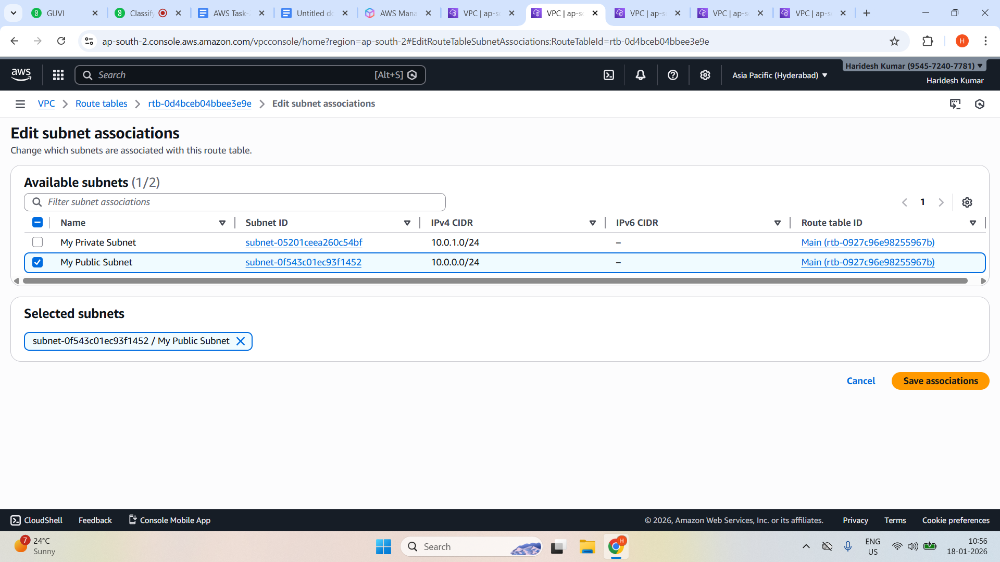 GUVI
Classify
AWS Task-
Untitled do
AWS Mana
VPC | ap-so
VPC | ap-so
VPC | ap-so
VPC | ap-so
VPC | ap-so
ap-south-2.console.aws.amazon.com/vpcconsole/home?region=ap-south-2#EditRouteTableSubnetAssociations:RouteTableId=rtb-0d4bceb04bbee3e9e
H
aws
Search
[Alt+S]
Asia Pacific (Hyderabad)
Haridesh Kumar (9545-7240-7781)
Haridesh Kumar
VPC
Route tables
rtb-0d4bceb04bbee3e9e
Edit subnet associations
Edit subnet associations
Change which subnets are associated with this route table.
Available subnets (1/2)
Filter subnet associations
1
Name Subnet ID IPv4 CIDR IPv6 CIDR Route table ID
My Private Subnet subnet-05201ceea260c54bf 10.0.1.0/24 – Main (rtb-0927c96e98255967b)
My Public Subnet subnet-0f543c01ec93f1452 10.0.0.0/24 – Main (rtb-0927c96e98255967b)
Selected subnets
subnet-0f543c01ec93f1452 / My Public Subnet
Cancel
Save associations
CloudShell
Feedback
Console Mobile App
© 2026, Amazon Web Services, Inc. or its affiliates.
Privacy
Terms
Cookie preferences
7
24°C
Sunny
Search
H
ENG
US
10:56
18-01-2026